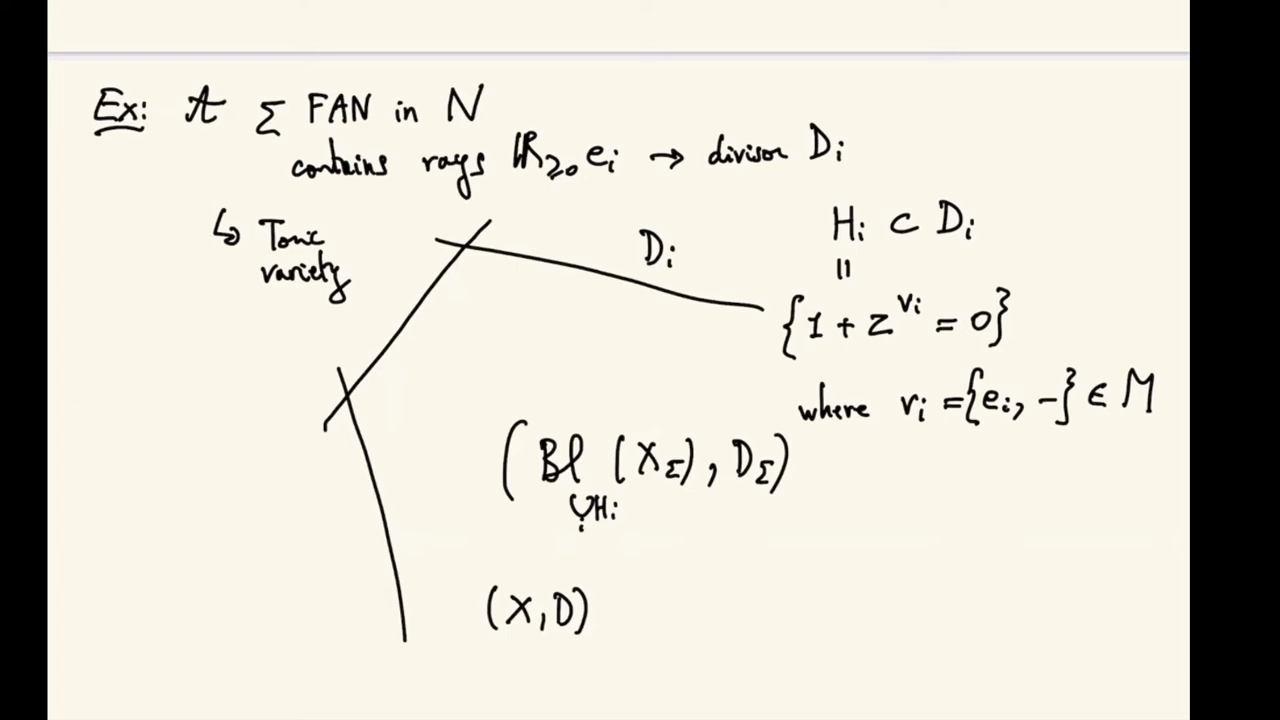 Ex: A Σ FAN in N
contains rays ℝ≥0 eᵢ → divisor Dᵢ
↳ Toric variety
Dᵢ
Hᵢ ⊂ Dᵢ
=
{1 + z^{vᵢ} = 0}
where vᵢ = {eᵢ, -} ∈ M
(Bl_{∪ᵢ Hᵢ} (X_Σ), D_Σ)
(X, D)